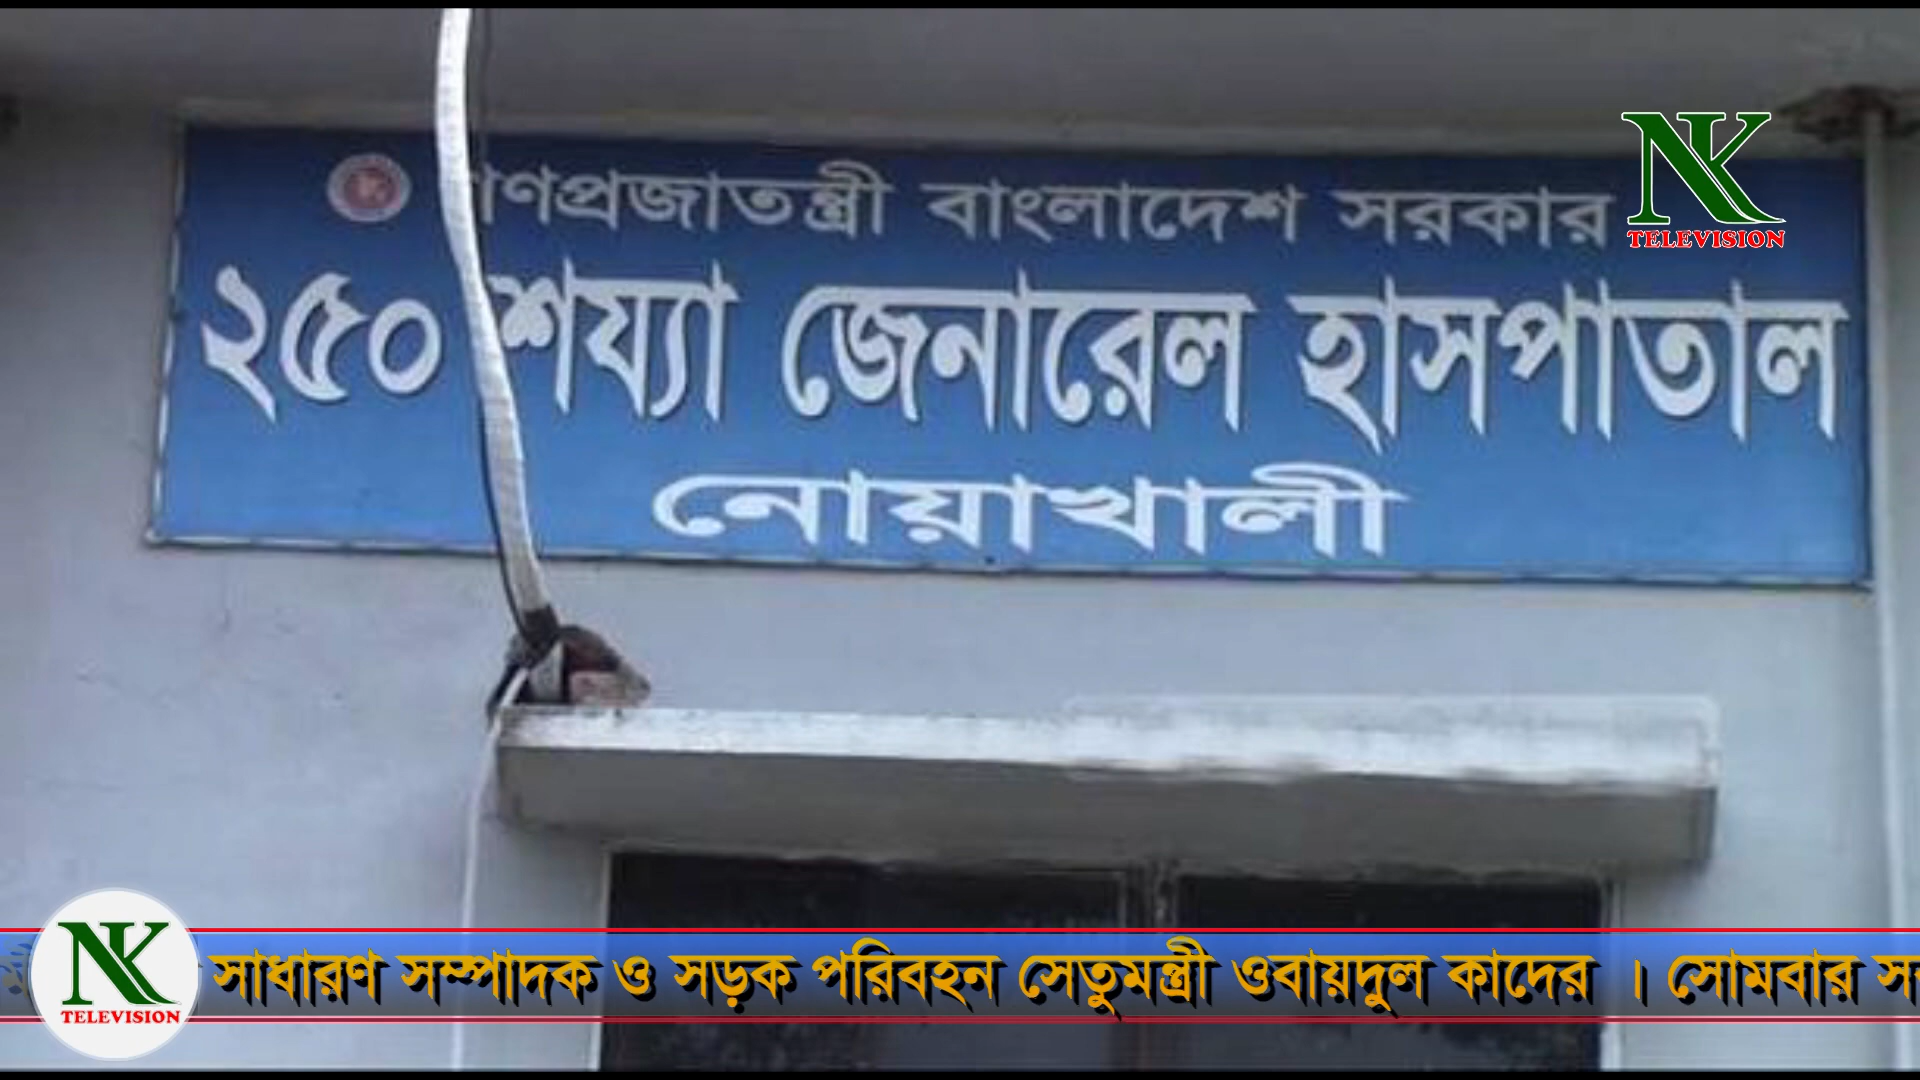 গণপ্রজাতন্ত্রী বাংলাদেশ সরকার
২৫০ শয্যা জেনারেল হাসপাতাল
নোয়াখালী
NK
TELEVISION
NK
TELEVISION
সাধারণ সম্পাদক ও সড়ক পরিবহন সেতুমন্ত্রী ওবায়দুল কাদের । সোমবার